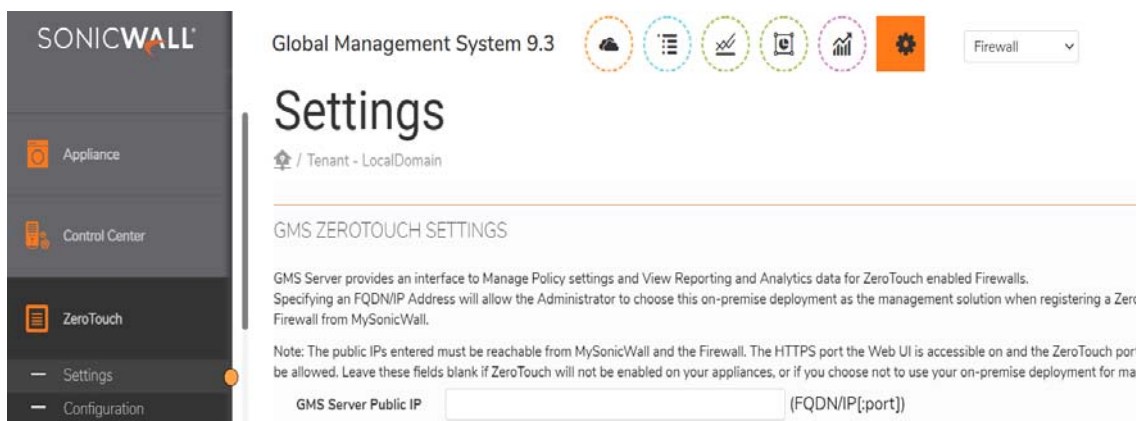 SONICWALL
Global Management System 9.3
Firewall
Settings
/ Tenant - LocalDomain
Appliance
Control Center
ZeroTouch
Settings
Configuration
GMS ZEROTOUCH SETTINGS
GMS Server provides an interface to Manage Policy settings and View Reporting and Analytics data for ZeroTouch enabled Firewalls.
Specifying an FQDN/IP Address will allow the Administrator to choose this on-premise deployment as the management solution when registering a Zero
Firewall from MySonicWall.
Note: The public IPs entered must be reachable from MySonicWall and the Firewall. The HTTPS port the Web UI is accessible on and the ZeroTouch port
be allowed. Leave these fields blank if ZeroTouch will not be enabled on your appliances, or if you choose not to use your on-premise deployment for ma
GMS Server Public IP
(FQDN/IP[:port])